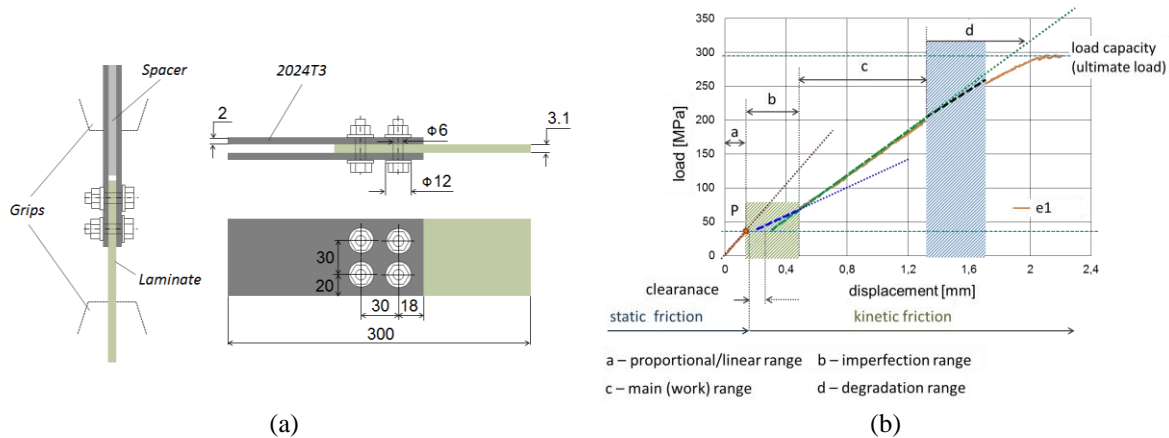 Spacer
2024T3
2
Φ6
3.1
Φ12
Grips
30
20
Laminate
30
18
300
(a)
350
d
load capacity
(ultimate load)
300
c
250
b
load [MPa]
200
a
150
100
P
e1
50
0
0
0,4
0,8
1,2
1,6
2
2,4
clearanace
displacement [mm]
static friction
kinetic friction
a – proportional/linear range
b – imperfection range
c – main (work) range
d – degradation range
(b)